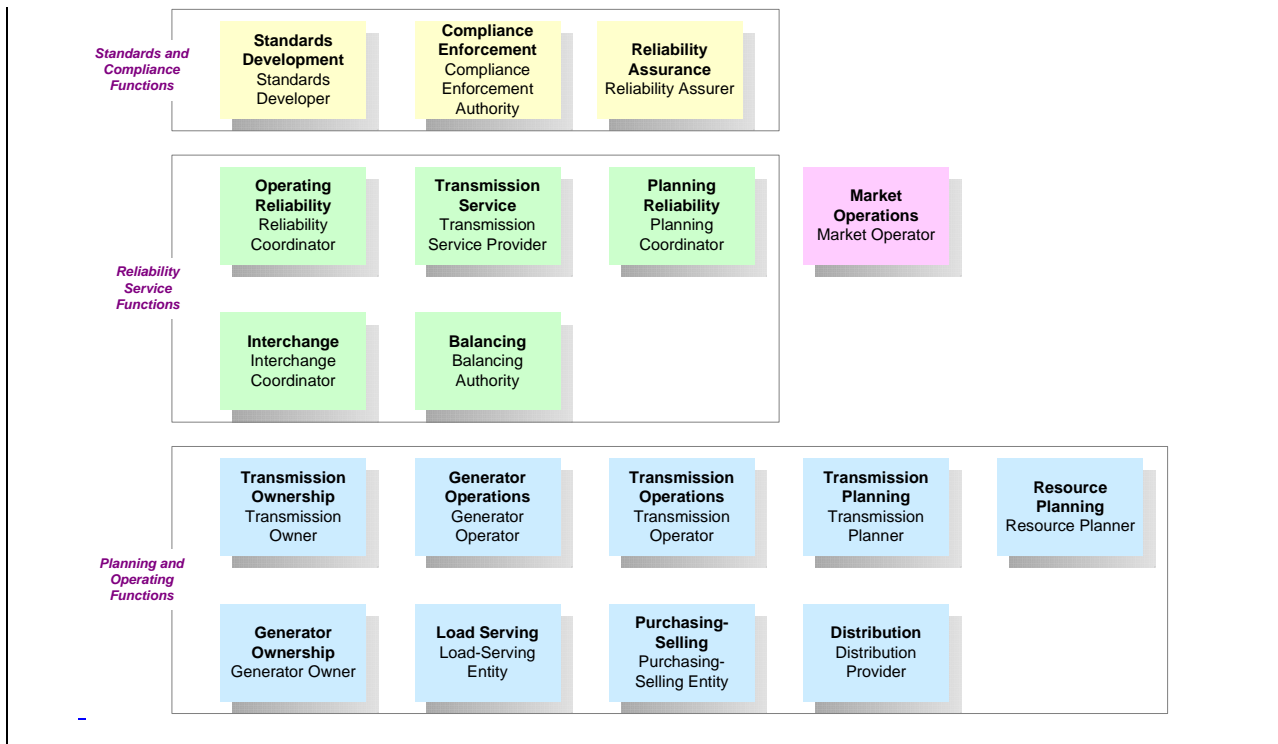 Standards and
Compliance
Functions
Standards
Development
Standards
Developer
Compliance
Enforcement
Compliance
Enforcement
Authority
Reliability
Assurance
Reliability Assurer
Reliability
Service
Functions
Operating
Reliability
Reliability
Coordinator
Transmission
Service
Transmission
Service Provider
Planning
Reliability
Planning
Coordinator
Market
Operations
Market Operator
Interchange
Interchange
Coordinator
Balancing
Balancing
Authority
Planning and
Operating
Functions
Transmission
Ownership
Transmission
Owner
Generator
Operations
Generator
Operator
Transmission
Operations
Transmission
Operator
Transmission
Planning
Transmission
Planner
Resource
Planning
Resource Planner
Generator
Ownership
Generator Owner
Load Serving
Load-Serving
Entity
Purchasing-
Selling
Purchasing-
Selling Entity
Distribution
Distribution
Provider